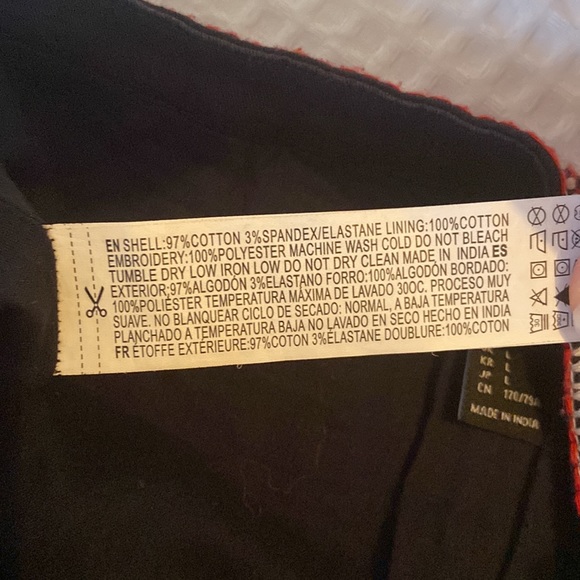 EN SHELL:97%COTTON 3%SPANDEX/ELASTANE LINING:100%COTTON
EMBROIDERY:100%POLYESTER MACHINE WASH COLD DO NOT BLEACH
TUMBLE DRY LOW IRON LOW DO NOT DRY CLEAN MADE IN INDIA ES
EXTERIOR:97%ALGODÓN 3%ELASTANO FORRO:100%ALGODÓN BORDADO:
100%POLIÉSTER TEMPERATURA MÁXIMA DE LAVADO 30OC. PROCESO MUY
SUAVE. NO BLANQUEAR CICLO DE SECADO: NORMAL, A BAJA TEMPERATURA
PLANCHADO A TEMPERATURA BAJA NO LAVADO EN SECO HECHO EN INDIA
FR ÉTOFFE EXTÉRIEURE:97%COTON 3%ÉLASTANE DOUBLURE:100%COTON
KR L
JP L
CN
MADE IN INDIA